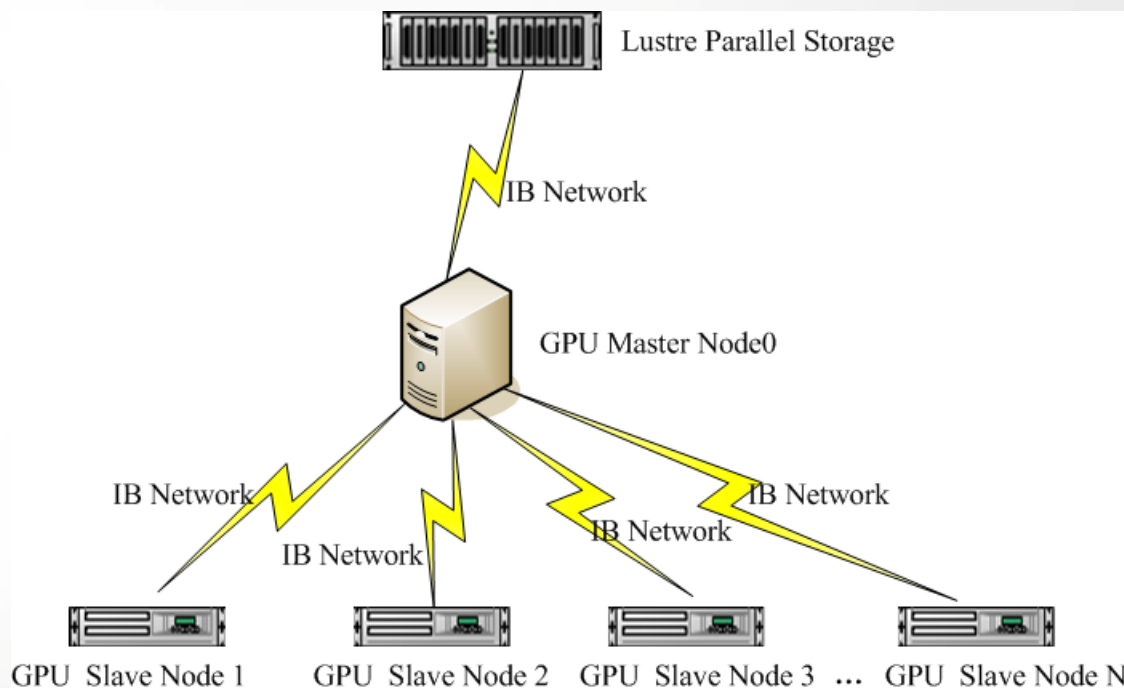 Lustre Parallel Storage
IB Network
GPU Master Node0
IB Network
IB Network
IB Network
IB Network
GPU Slave Node 1
GPU Slave Node 2
GPU Slave Node 3
...
GPU Slave Node N